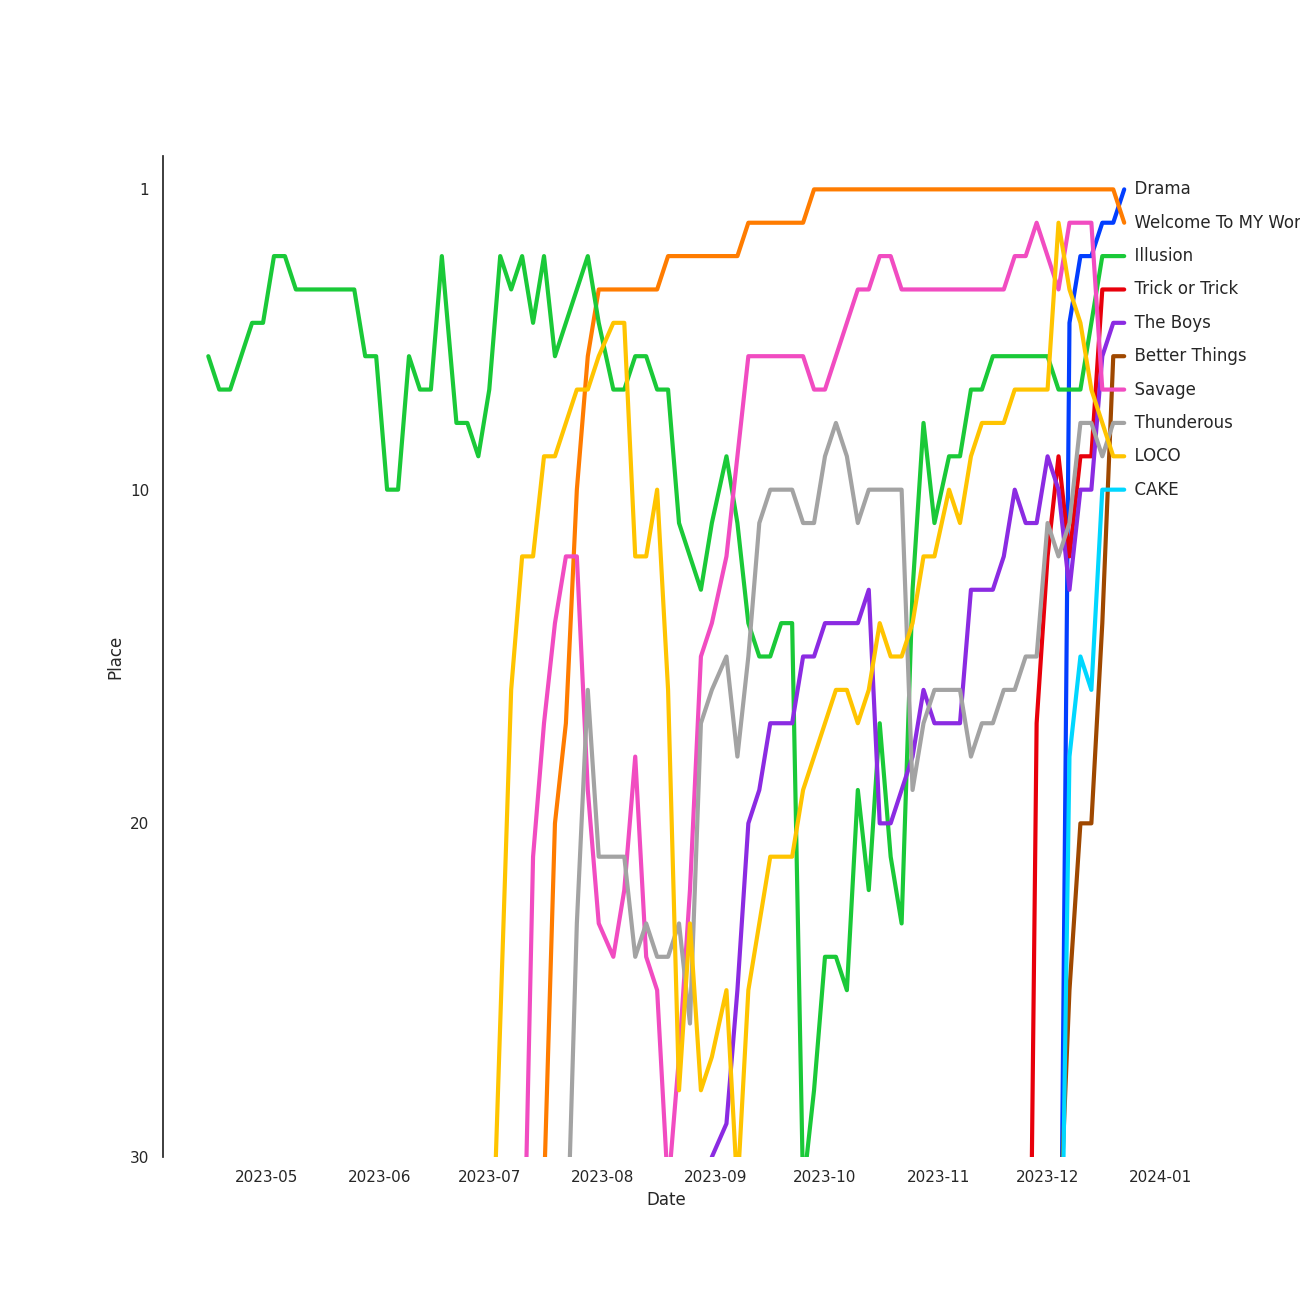 1
10
20
30
Place
2023-05 2023-06 2023-07 2023-08 2023-09 2023-10 2023-11 2023-12 2024-01
Date
Drama
Welcome To MY Wor
Illusion
Trick or Trick
The Boys
Better Things
Savage
Thunderous
LOCO
CAKE